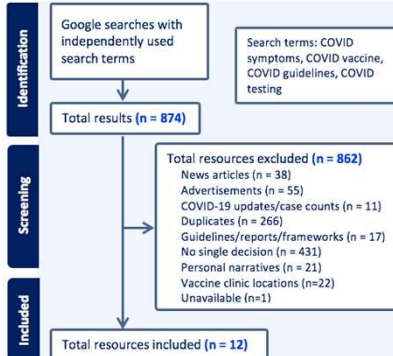 Identification
Google searches with
independently used
search terms
Search terms: COVID
symptoms, COVID vaccine,
COVID guidelines, COVID
testing
Total results (n = 874)
Screening
Total resources excluded (n = 862)
News articles (n = 38)
Advertisements (n = 55)
COVID-19 updates/case counts (n = 11)
Duplicates (n = 266)
Guidelines/reports/frameworks (n = 17)
No single decision (n = 431)
Personal narratives (n = 21)
Vaccine clinic locations (n=22)
Unavailable (n=1)
Included
Total resources included (n = 12)